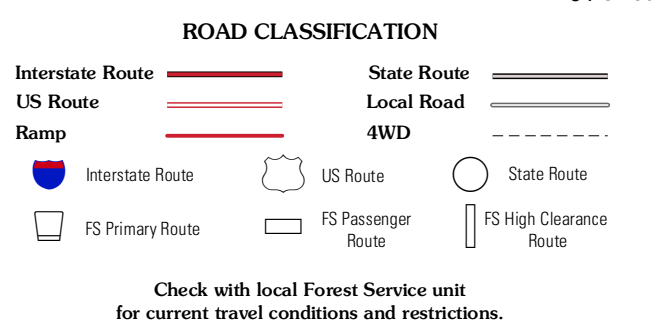 ROAD CLASSIFICATION
Interstate Route
State Route
US Route
Local Road
Ramp
4WD
Interstate Route
US Route
State Route
FS Primary Route
FS Passenger
Route
FS High Clearance
Route
Check with local Forest Service unit
for current travel conditions and restrictions.